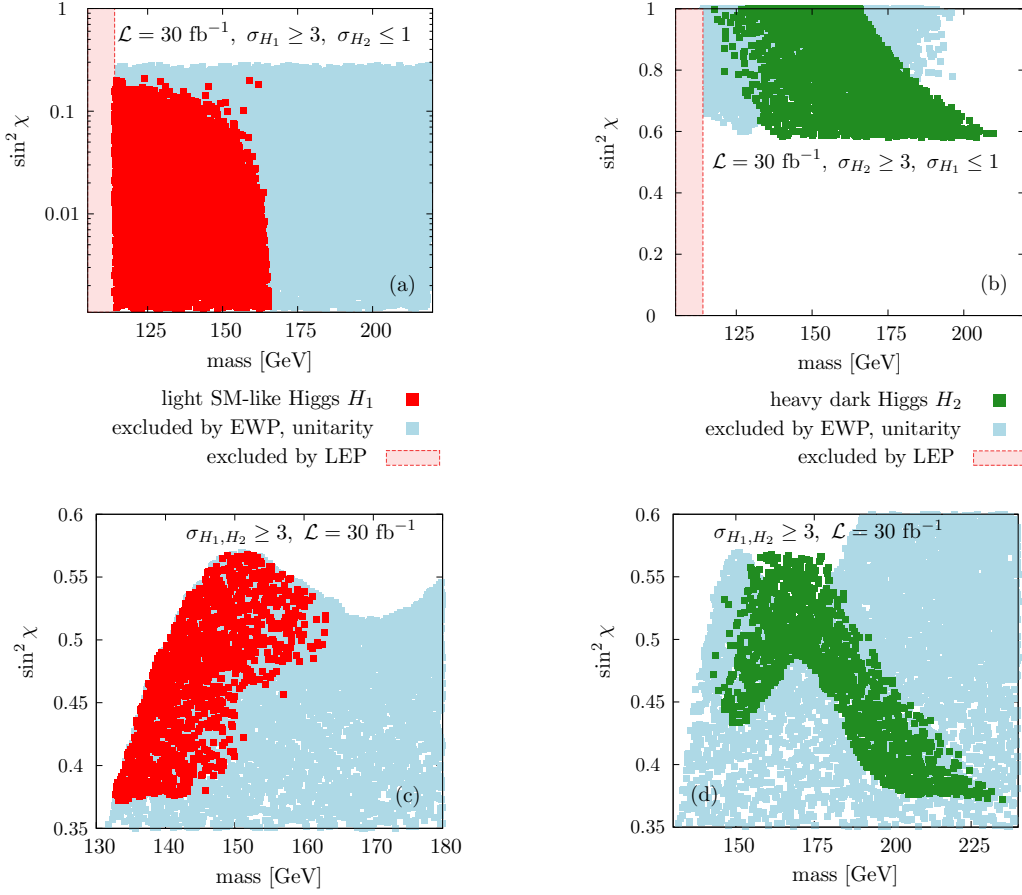 ℒ = 30 fb⁻¹, σ_{H₁} ≥ 3, σ_{H₂} ≤ 1
1
0.1
0.01
sin² χ
(a)
125 150 175 200
mass [GeV]
light SM-like Higgs H₁
excluded by EWP, unitarity
excluded by LEP
1
0.8
0.6
0.4
0.2
0
sin² χ
ℒ = 30 fb⁻¹, σ_{H₂} ≥ 3, σ_{H₁} ≤ 1
(b)
125 150 175 200
mass [GeV]
heavy dark Higgs H₂
excluded by EWP, unitarity
excluded by LEP
σ_{H₁,H₂} ≥ 3, ℒ = 30 fb⁻¹
0.6
0.55
0.5
0.45
0.4
0.35
sin² χ
(c)
130 140 150 160 170 180
mass [GeV]
σ_{H₁,H₂} ≥ 3, ℒ = 30 fb⁻¹
0.6
0.55
0.5
0.45
0.4
0.35
sin² χ
(d)
150 175 200 225
mass [GeV]